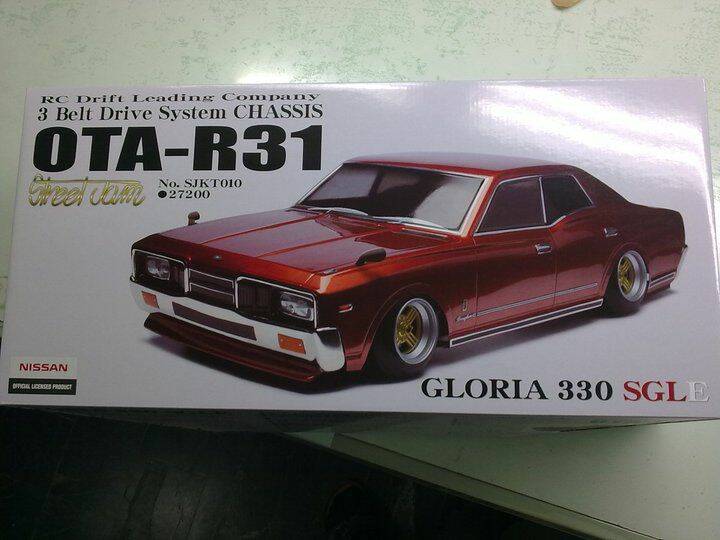 RC Drift Leading Company
3 Belt Drive System CHASSIS
OTA-R31
Street Jam
No. SJKT010
●27200
NISSAN
OFFICIAL LICENSED PRODUCT
GLORIA 330 SGLE